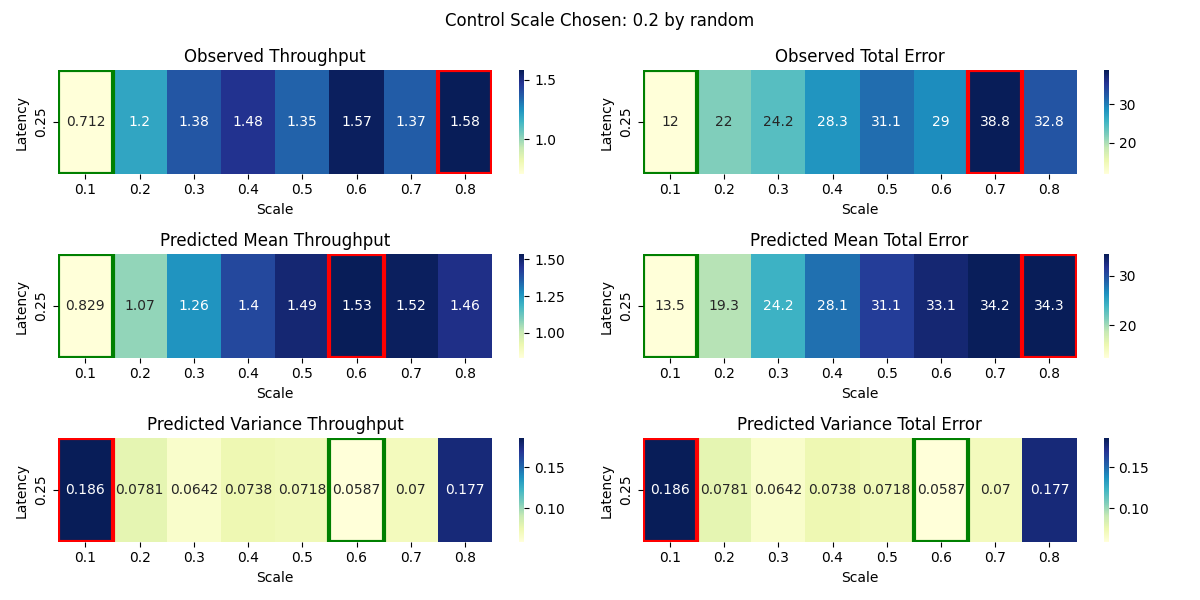 Control Scale Chosen: 0.2 by random
Observed Throughput
Latency
0.25
0.712 1.2 1.38 1.48 1.35 1.57 1.37 1.58
0.1 0.2 0.3 0.4 0.5 0.6 0.7 0.8
Scale
1.5
1.0
Observed Total Error
Latency
0.25
12 22 24.2 28.3 31.1 29 38.8 32.8
0.1 0.2 0.3 0.4 0.5 0.6 0.7 0.8
Scale
30
20
Predicted Mean Throughput
Latency
0.25
0.829 1.07 1.26 1.4 1.49 1.53 1.52 1.46
0.1 0.2 0.3 0.4 0.5 0.6 0.7 0.8
Scale
1.50
1.25
1.00
Predicted Mean Total Error
Latency
0.25
13.5 19.3 24.2 28.1 31.1 33.1 34.2 34.3
0.1 0.2 0.3 0.4 0.5 0.6 0.7 0.8
Scale
30
20
Predicted Variance Throughput
Latency
0.25
0.186 0.0781 0.0642 0.0738 0.0718 0.0587 0.07 0.177
0.1 0.2 0.3 0.4 0.5 0.6 0.7 0.8
Scale
0.15
0.10
Predicted Variance Total Error
Latency
0.25
0.186 0.0781 0.0642 0.0738 0.0718 0.0587 0.07 0.177
0.1 0.2 0.3 0.4 0.5 0.6 0.7 0.8
Scale
0.15
0.10